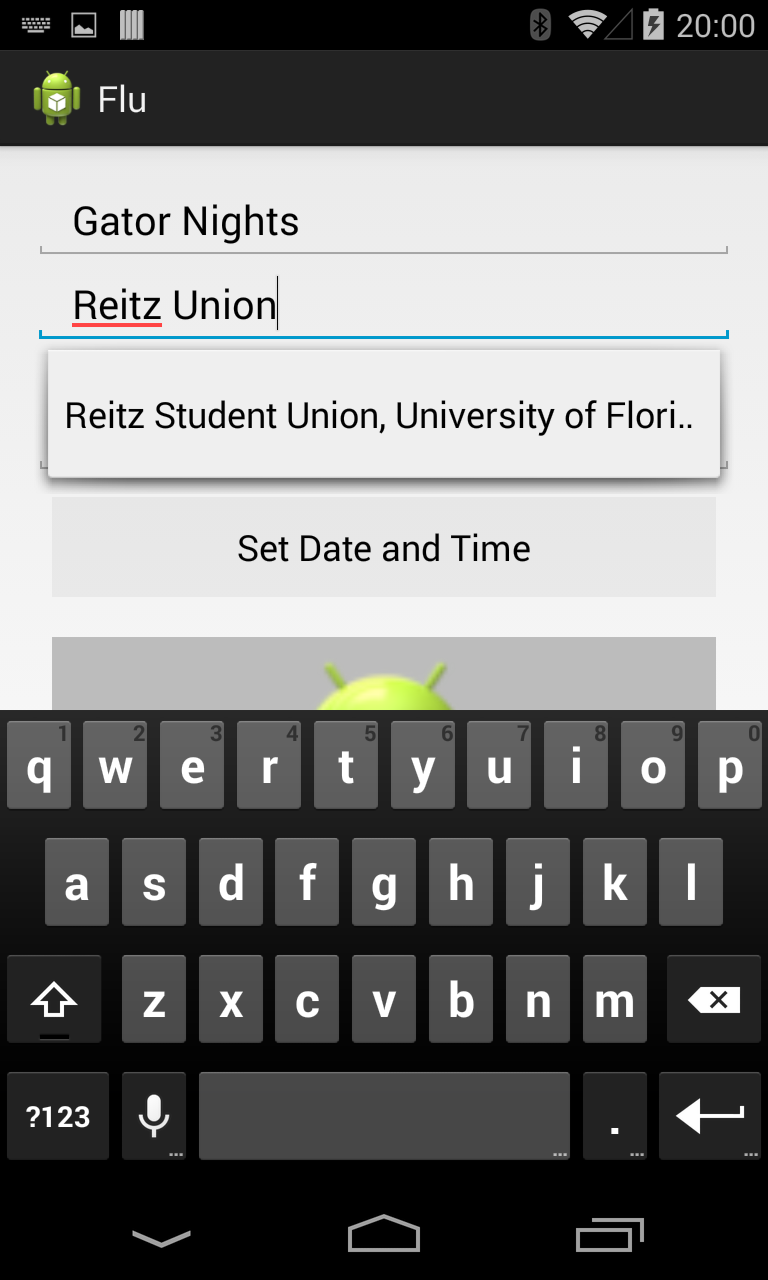 20:00
Flu
Gator Nights
Reitz Union
Reitz Student Union, University of Flori..
Set Date and Time
1 2 3 4 5 6 7 8 9 0
q w e r t y u i o p
a s d f g h j k l
z x c v b n m
?123 .